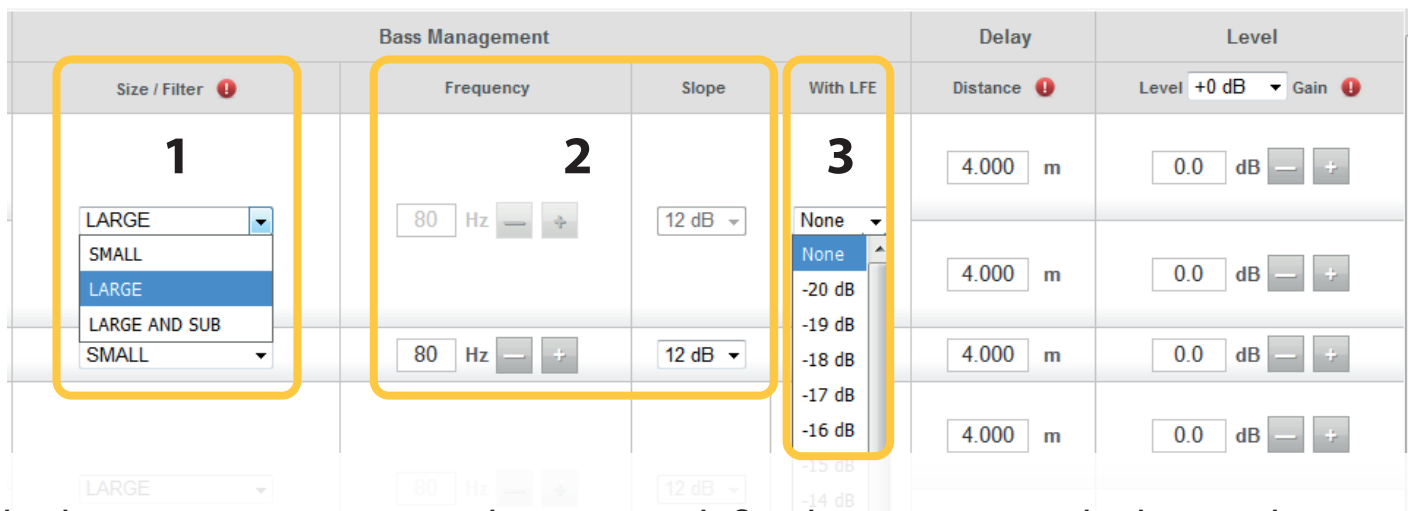 Bass Management Delay Level
Size / Filter Frequency Slope With LFE Distance Level +0 dB Gain
1 2 3
4.000 m 0.0 dB
LARGE 80 Hz 12 dB None
SMALL None
4.000 m 0.0 dB
LARGE -20 dB
LARGE AND SUB -19 dB
SMALL 80 Hz 12 dB -18 dB 4.000 m 0.0 dB
-17 dB
-16 dB 4.000 m 0.0 dB
-15 dB
LARGE 80 Hz 12 dB -14 dB